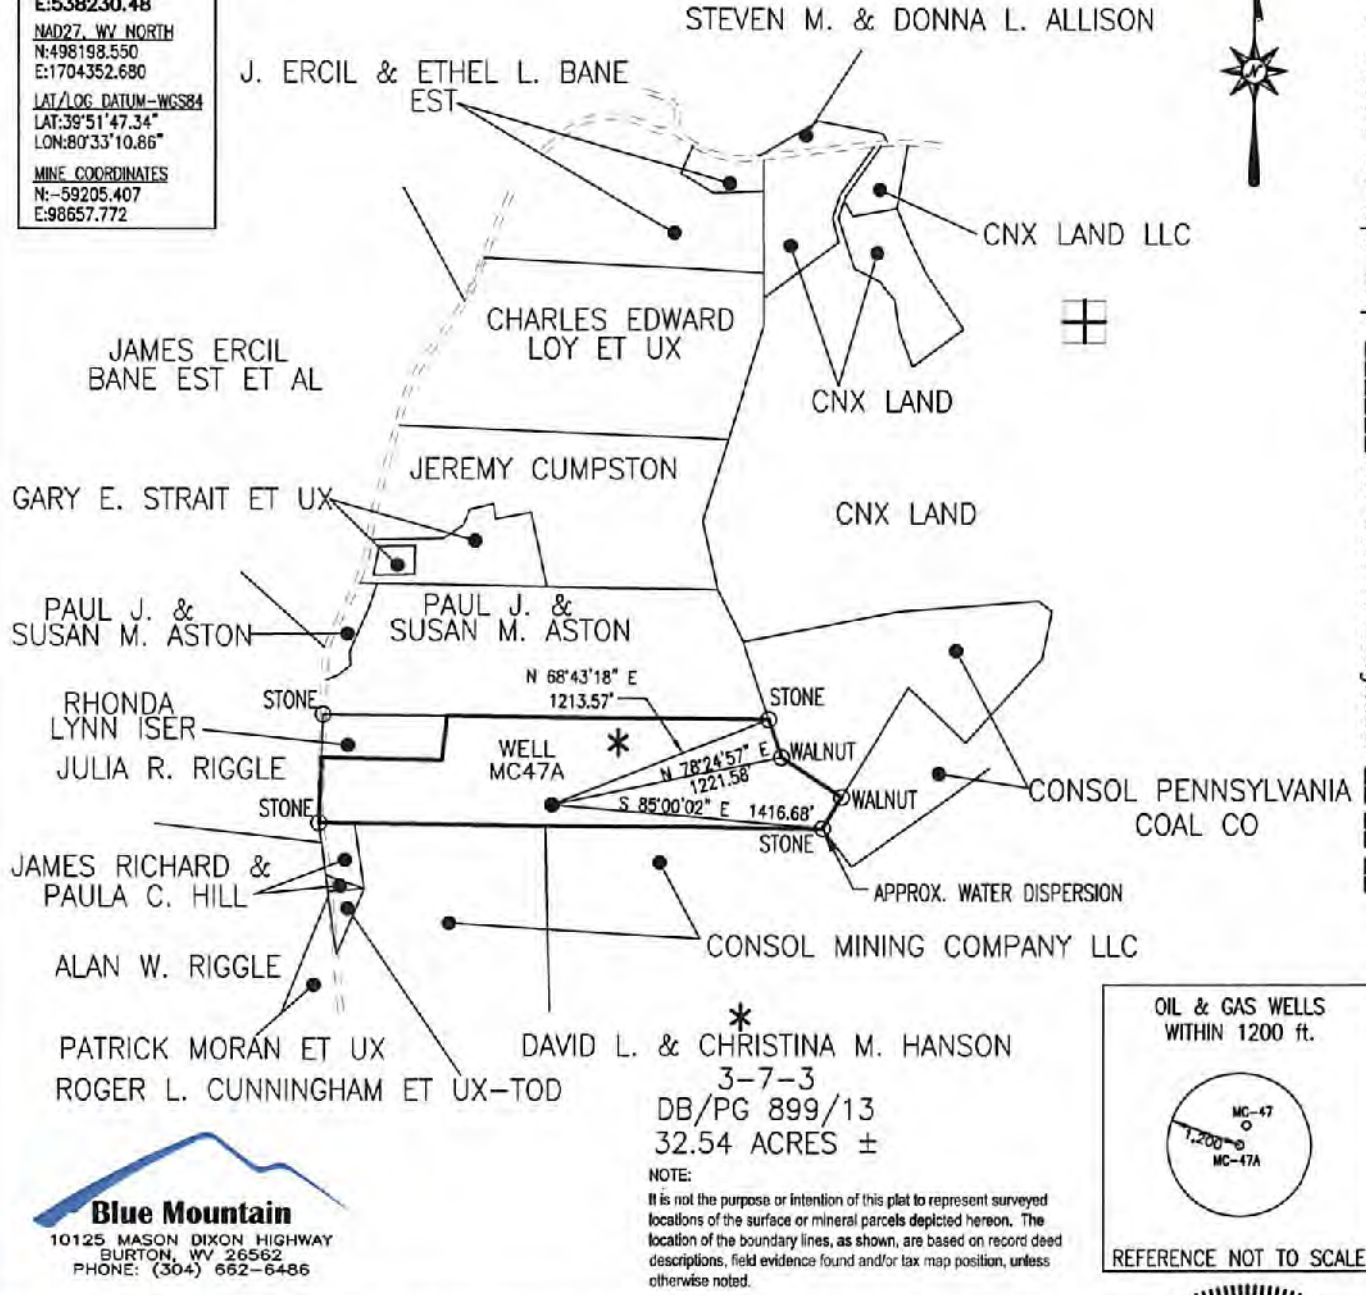 E:538230.48
NAD27, WV NORTH
N:498198.550
E:1704352.680
LAT/LOG DATUM-WGS84
LAT:39°51'47.34"
LON:80°33'10.86"
MINE COORDINATES
N:-59205.407
E:98657.772
STEVEN M. & DONNA L. ALLISON
J. ERCIL & ETHEL L. BANE
EST
N
CNX LAND LLC
CHARLES EDWARD
LOY ET UX
JAMES ERCIL
BANE EST ET AL
CNX LAND
JEREMY CUMPSTON
GARY E. STRAIT ET UX
CNX LAND
PAUL J. &
SUSAN M. ASTON
PAUL J. &
SUSAN M. ASTON
N 68°43'18" E
1213.57'
STONE
STONE
RHONDA
LYNN ISER
WELL
MC47A
*
N 78°24'57" E
1221.58'
WALNUT
JULIA R. RIGGLE
S 85°00'02" E 1416.68'
WALNUT
STONE
STONE
CONSOL PENNSYLVANIA
COAL CO
JAMES RICHARD &
PAULA C. HILL
APPROX. WATER DISPERSION
CONSOL MINING COMPANY LLC
ALAN W. RIGGLE
PATRICK MORAN ET UX
ROGER L. CUNNINGHAM ET UX-TOD
*
DAVID L. & CHRISTINA M. HANSON
3-7-3
DB/PG 899/13
32.54 ACRES ±
OIL & GAS WELLS
WITHIN 1200 ft.
MC-47
1,200'
MC-47A
REFERENCE NOT TO SCALE
Blue Mountain
10125 MASON DIXON HIGHWAY
BURTON, WV 26562
PHONE: (304) 662-6486
NOTE:
It is not the purpose or intention of this plat to represent surveyed
locations of the surface or mineral parcels depicted hereon. The
location of the boundary lines, as shown, are based on record deed
descriptions, field evidence found and/or tax map position, unless
otherwise noted.